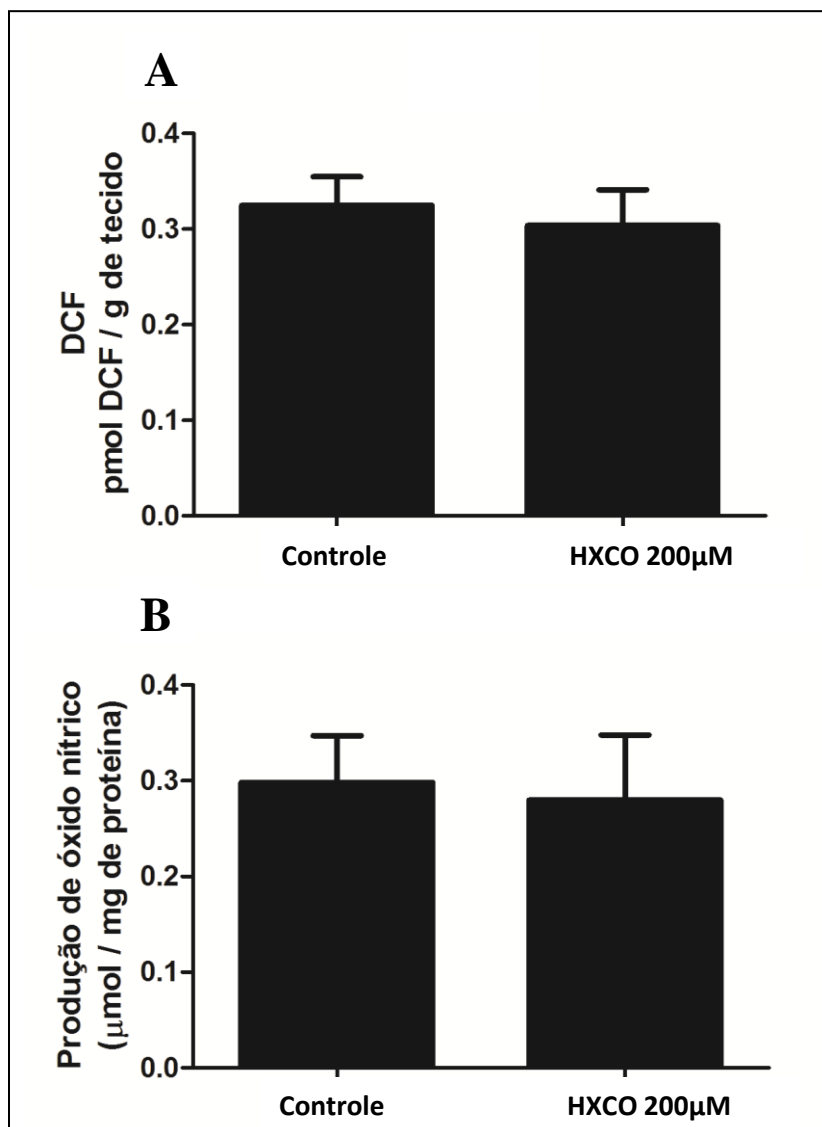 A
DCF
pmol DCF / g de tecido
0.4
0.3
0.2
0.1
0.0
Controle
HXCO 200µM
B
Produção de óxido nítrico
(µmol / mg de proteína)
0.4
0.3
0.2
0.1
0.0
Controle
HXCO 200µM